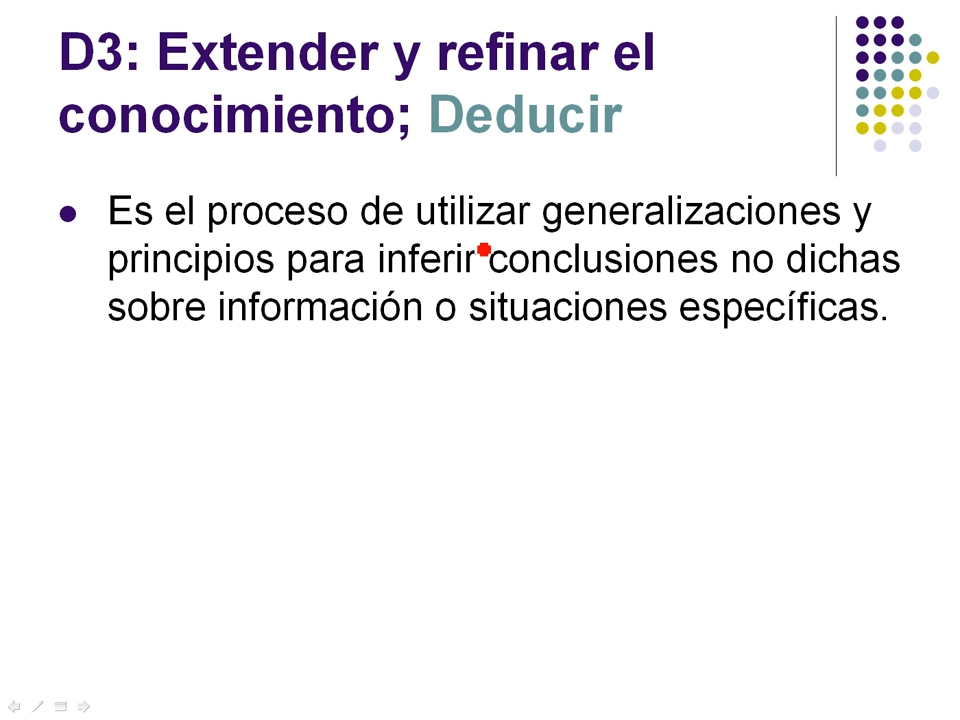 D3: Extender y refinar el
conocimiento; Deducir
Es el proceso de utilizar generalizaciones y
principios para inferir conclusiones no dichas
sobre información o situaciones específicas.